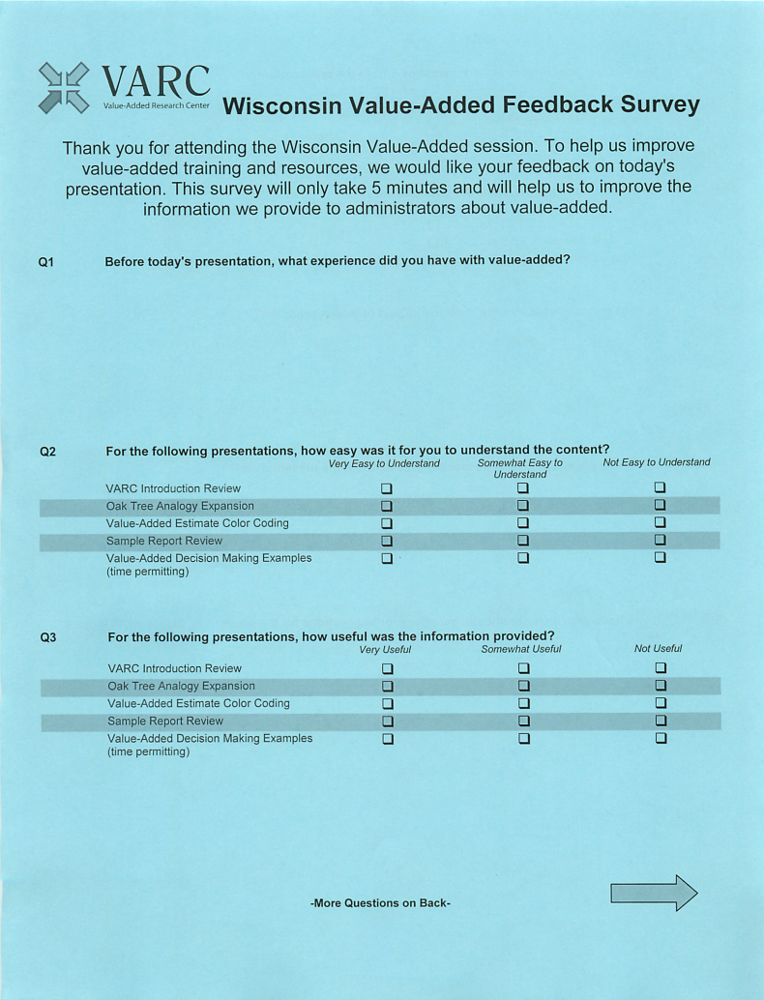 VARC
Value-Added Research Center
Wisconsin Value-Added Feedback Survey
Thank you for attending the Wisconsin Value-Added session. To help us improve
value-added training and resources, we would like your feedback on today's
presentation. This survey will only take 5 minutes and will help us to improve the
information we provide to administrators about value-added.
Q1 Before today's presentation, what experience did you have with value-added?
Q2 For the following presentations, how easy was it for you to understand the content?
Very Easy to Understand Somewhat Easy to Not Easy to Understand
Understand
VARC Introduction Review ❑ ❑ ❑
Oak Tree Analogy Expansion ❑ ❑ ❑
Value-Added Estimate Color Coding ❑ ❑ ❑
Sample Report Review ❑ ❑ ❑
Value-Added Decision Making Examples ❑ ❑ ❑
(time permitting)
Q3 For the following presentations, how useful was the information provided?
Very Useful Somewhat Useful Not Useful
VARC Introduction Review ❑ ❑ ❑
Oak Tree Analogy Expansion ❑ ❑ ❑
Value-Added Estimate Color Coding ❑ ❑ ❑
Sample Report Review ❑ ❑ ❑
Value-Added Decision Making Examples ❑ ❑ ❑
(time permitting)
-More Questions on Back-